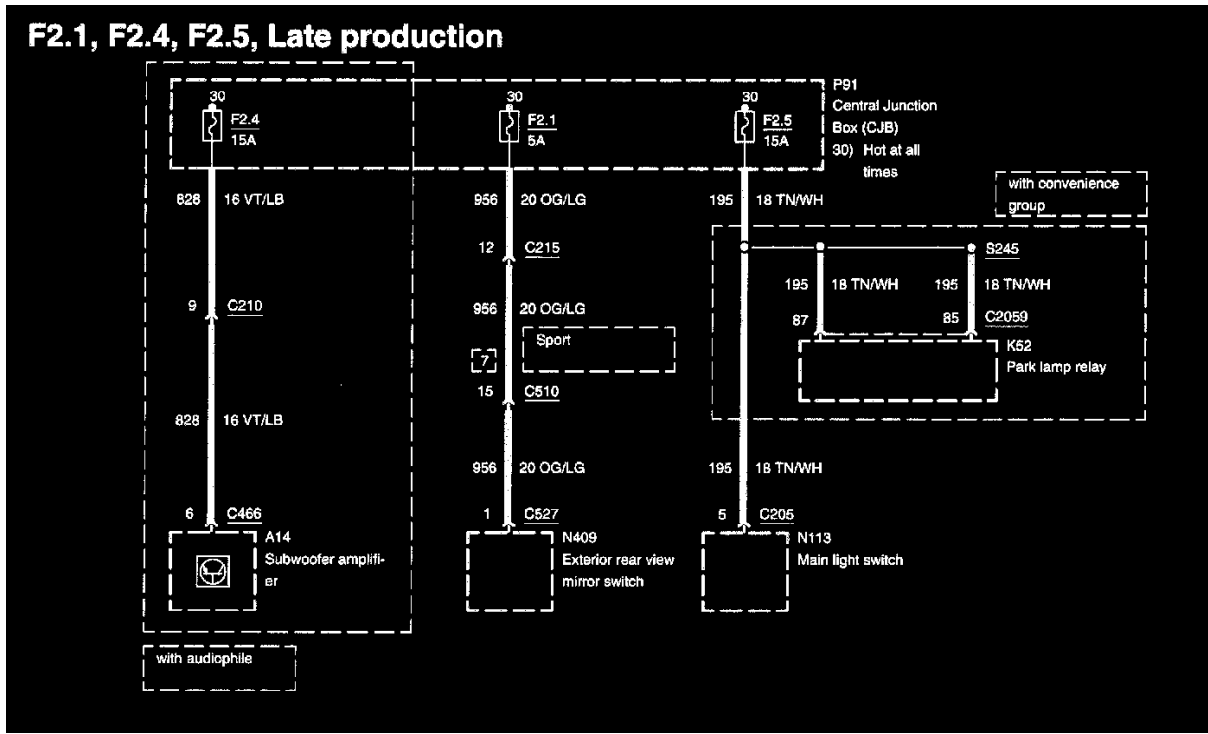 F2.1, F2.4, F2.5, Late production
30
F2.4
15A
30
F2.1
5A
30
F2.5
15A
P91
Central Junction
Box (CJB)
30) Hot at all
times
828 16 VT/LB
956 20 OG/LG
195 18 TN/WH
with convenience
group
12 C215
S245
195 18 TN/WH
195 18 TN/WH
9 C210
956 20 OG/LG
87
85 C2059
Sport
7
K52
Park lamp relay
15 C510
828 16 VT/LB
956 20 OG/LG
195 18 TN/WH
6 C466
1 C527
5 C205
A14
Subwoofer amplifi-
er
N409
Exterior rear view
mirror switch
N113
Main light switch
with audiophile